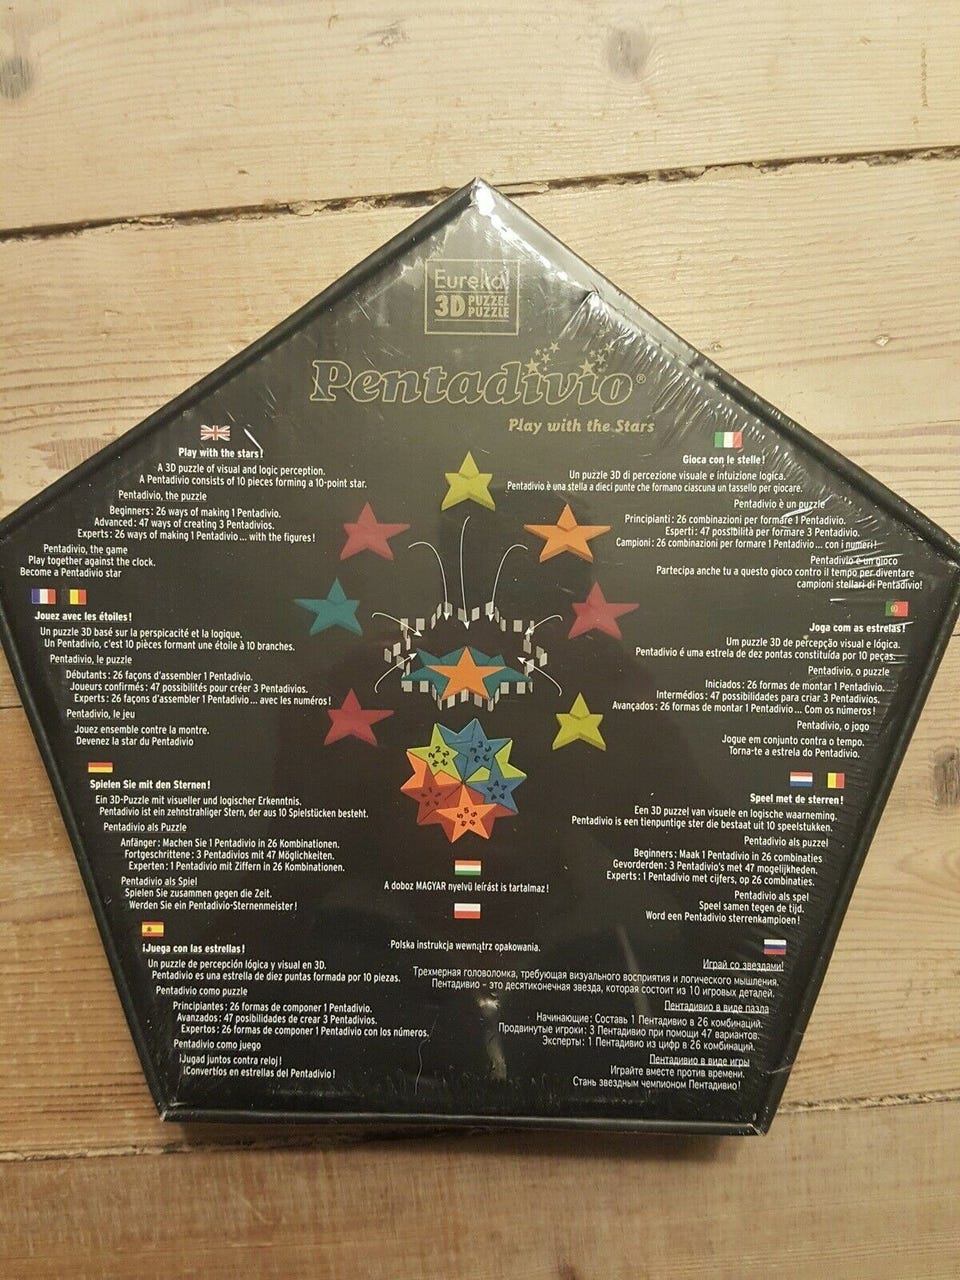 Eureka!
3D PUZZEL
PUZZLE
Pentadivio®
Play with the Stars
Play with the stars!
A 3D puzzle of visual and logic perception.
A Pentadivio consists of 10 pieces forming a 10-point star.
Pentadivio, the puzzle
Beginners: 26 ways of making 1 Pentadivio.
Advanced: 47 ways of creating 3 Pentadivios.
Experts: 26 ways of making 1 Pentadivio... with the figures!
Pentadivio, the game
Play together against the clock.
Become a Pentadivio star
Jouez avec les étoiles!
Un puzzle 3D basé sur la perspicacité et la logique.
Un Pentadivio, c'est 10 pièces formant une étoile à 10 branches.
Pentadivio, le puzzle
Débutants: 26 façons d'assembler 1 Pentadivio.
Joueurs confirmés: 47 possibilités pour créer 3 Pentadivios.
Experts: 26 façons d'assembler 1 Pentadivio... avec les numéros!
Pentadivio, le jeu
Jouez ensemble contre la montre.
Devenez la star du Pentadivio
Spielen Sie mit den Sternen!
Ein 3D-Puzzle mit visueller und logischer Erkenntnis.
Pentadivio ist ein zehnstrahliger Stern, der aus 10 Spielstücken besteht.
Pentadivio als Puzzle
Anfänger: Machen Sie 1 Pentadivio in 26 Kombinationen.
Fortgeschrittene: 3 Pentadivios mit 47 Möglichkeiten.
Experten: 1 Pentadivio mit Ziffern in 26 Kombinationen.
Pentadivio als Spiel
Spielen Sie zusammen gegen die Zeit.
Werden Sie ein Pentadivio-Sternenmeister!
¡Juega con las estrellas!
Un puzzle de percepción lógica y visual en 3D.
Pentadivio es una estrella de diez puntas formada por 10 piezas.
Pentadivio como puzzle
Principiantes: 26 formas de componer 1 Pentadivio.
Avanzados: 47 posibilidades de crear 3 Pentadivios.
Expertos: 26 formas de componer 1 Pentadivio con los números.
Pentadivio como juego
¡Jugad juntos contra reloj!
¡Convertíos en estrellas del Pentadivio!
A doboz MAGYAR nyelvű leírást is tartalmaz!
Polska instrukcja wewnątrz opakowania.
Gioca con le stelle!
Un puzzle 3D di percezione visuale e intuizione logica.
Pentadivio è una stella a dieci punte che formano ciascuna un tassello per giocare.
Pentadivio è un puzzle
Principianti: 26 combinazioni per formare 1 Pentadivio.
Esperti: 47 possibilità per formare 3 Pentadivio.
Campioni: 26 combinazioni per formare 1 Pentadivio... con i numeri!
Pentadivio è un gioco
Partecipa anche tu a questo gioco contro il tempo per diventare
campioni stellari di Pentadivio!
Joga com as estrelas!
Um puzzle 3D de percepção visual e lógica.
Pentadivio é uma estrela de dez pontas constituída por 10 peças.
Pentadivio, o puzzle
Iniciados: 26 formas de montar 1 Pentadivio.
Intermédios: 47 possibilidades para criar 3 Pentadivios.
Avançados: 26 formas de montar 1 Pentadivio... Com os números!
Pentadivio, o jogo
Jogue em conjunto contra o tempo.
Torna-te a estrela do Pentadivio.
Speel met de sterren!
Een 3D puzzel van visuele en logische waarneming.
Pentadivio is een tienpuntige ster die bestaat uit 10 speelstukken.
Pentadivio als puzzel
Beginners: Maak 1 Pentadivio in 26 combinaties
Gevorderden: 3 Pentadivio's met 47 mogelijkheden.
Experts: 1 Pentadivio met cijfers, op 26 combinaties.
Pentadivio als spel
Speel samen tegen de tijd.
Word een Pentadivio sterrenkampioen!
Играй со звездами!
Трехмерная головоломка, требующая визуального восприятия и логического мышления.
Пентадивио - это десятиконечная звезда, которая состоит из 10 игровых деталей.
Пентадивио в виде пазла
Начинающие: Составь 1 Пентадивио в 26 комбинаций.
Продвинутые игроки: 3 Пентадивио при помощи 47 вариантов.
Эксперты: 1 Пентадивио из цифр в 26 комбинаций.
Пентадивио в виде игры
Играйте вместе против времени.
Стань звездным чемпионом Пентадивио!